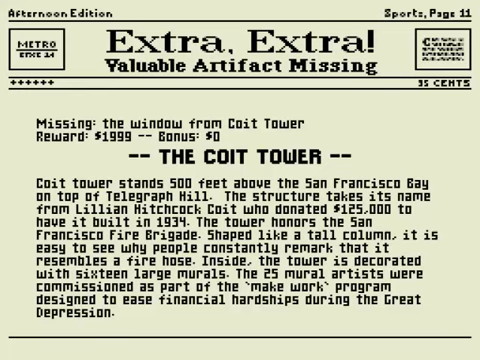 Afternoon Edition Sports, Page 11
METRO
Extra, Extra!
Valuable Artifact Missing
++++++ 35 CENTS
Missing: the window from Coit Tower
Reward: $1999 -- Bonus: $0
-- THE COIT TOWER --
Coit tower stands 500 feet above the San Francisco Bay
on top of Telegraph Hill. The structure takes its name
from Lillian Hitchcock Coit who donated $125,000 to
have it built in 1934. The tower honors the San
Francisco Fire Brigade. Shaped like a tall column, it is
easy to see why people constantly remark that it
resembles a fire hose. Inside, the tower is decorated
with sixteen large murals. The 25 mural artists were
commissioned as part of the `make work` program
designed to ease financial hardships during the Great
Depression.